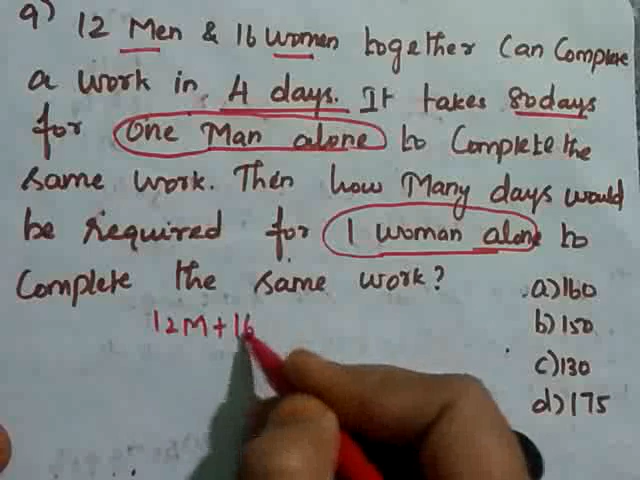 9) 12 Men & 16 women together can complete
a work in 4 days. It takes 80days
for One Man alone to complete the
same work. Then how Many days would
be required for 1 woman alone to
complete the same work?
a)160
b)150
c)130
d)175
12M+16